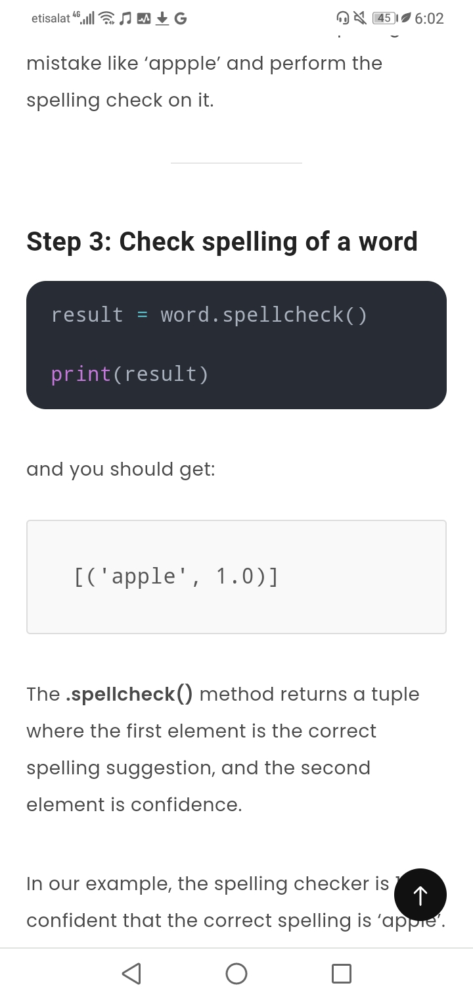 etisalat 4G 45 6:02
mistake like ‘appple’ and perform the
spelling check on it.
Step 3: Check spelling of a word
result = word.spellcheck()
print(result)
and you should get:
[('apple', 1.0)]
The .spellcheck() method returns a tuple
where the first element is the correct
spelling suggestion, and the second
element is confidence.
In our example, the spelling checker is
confident that the correct spelling is ‘apple’.